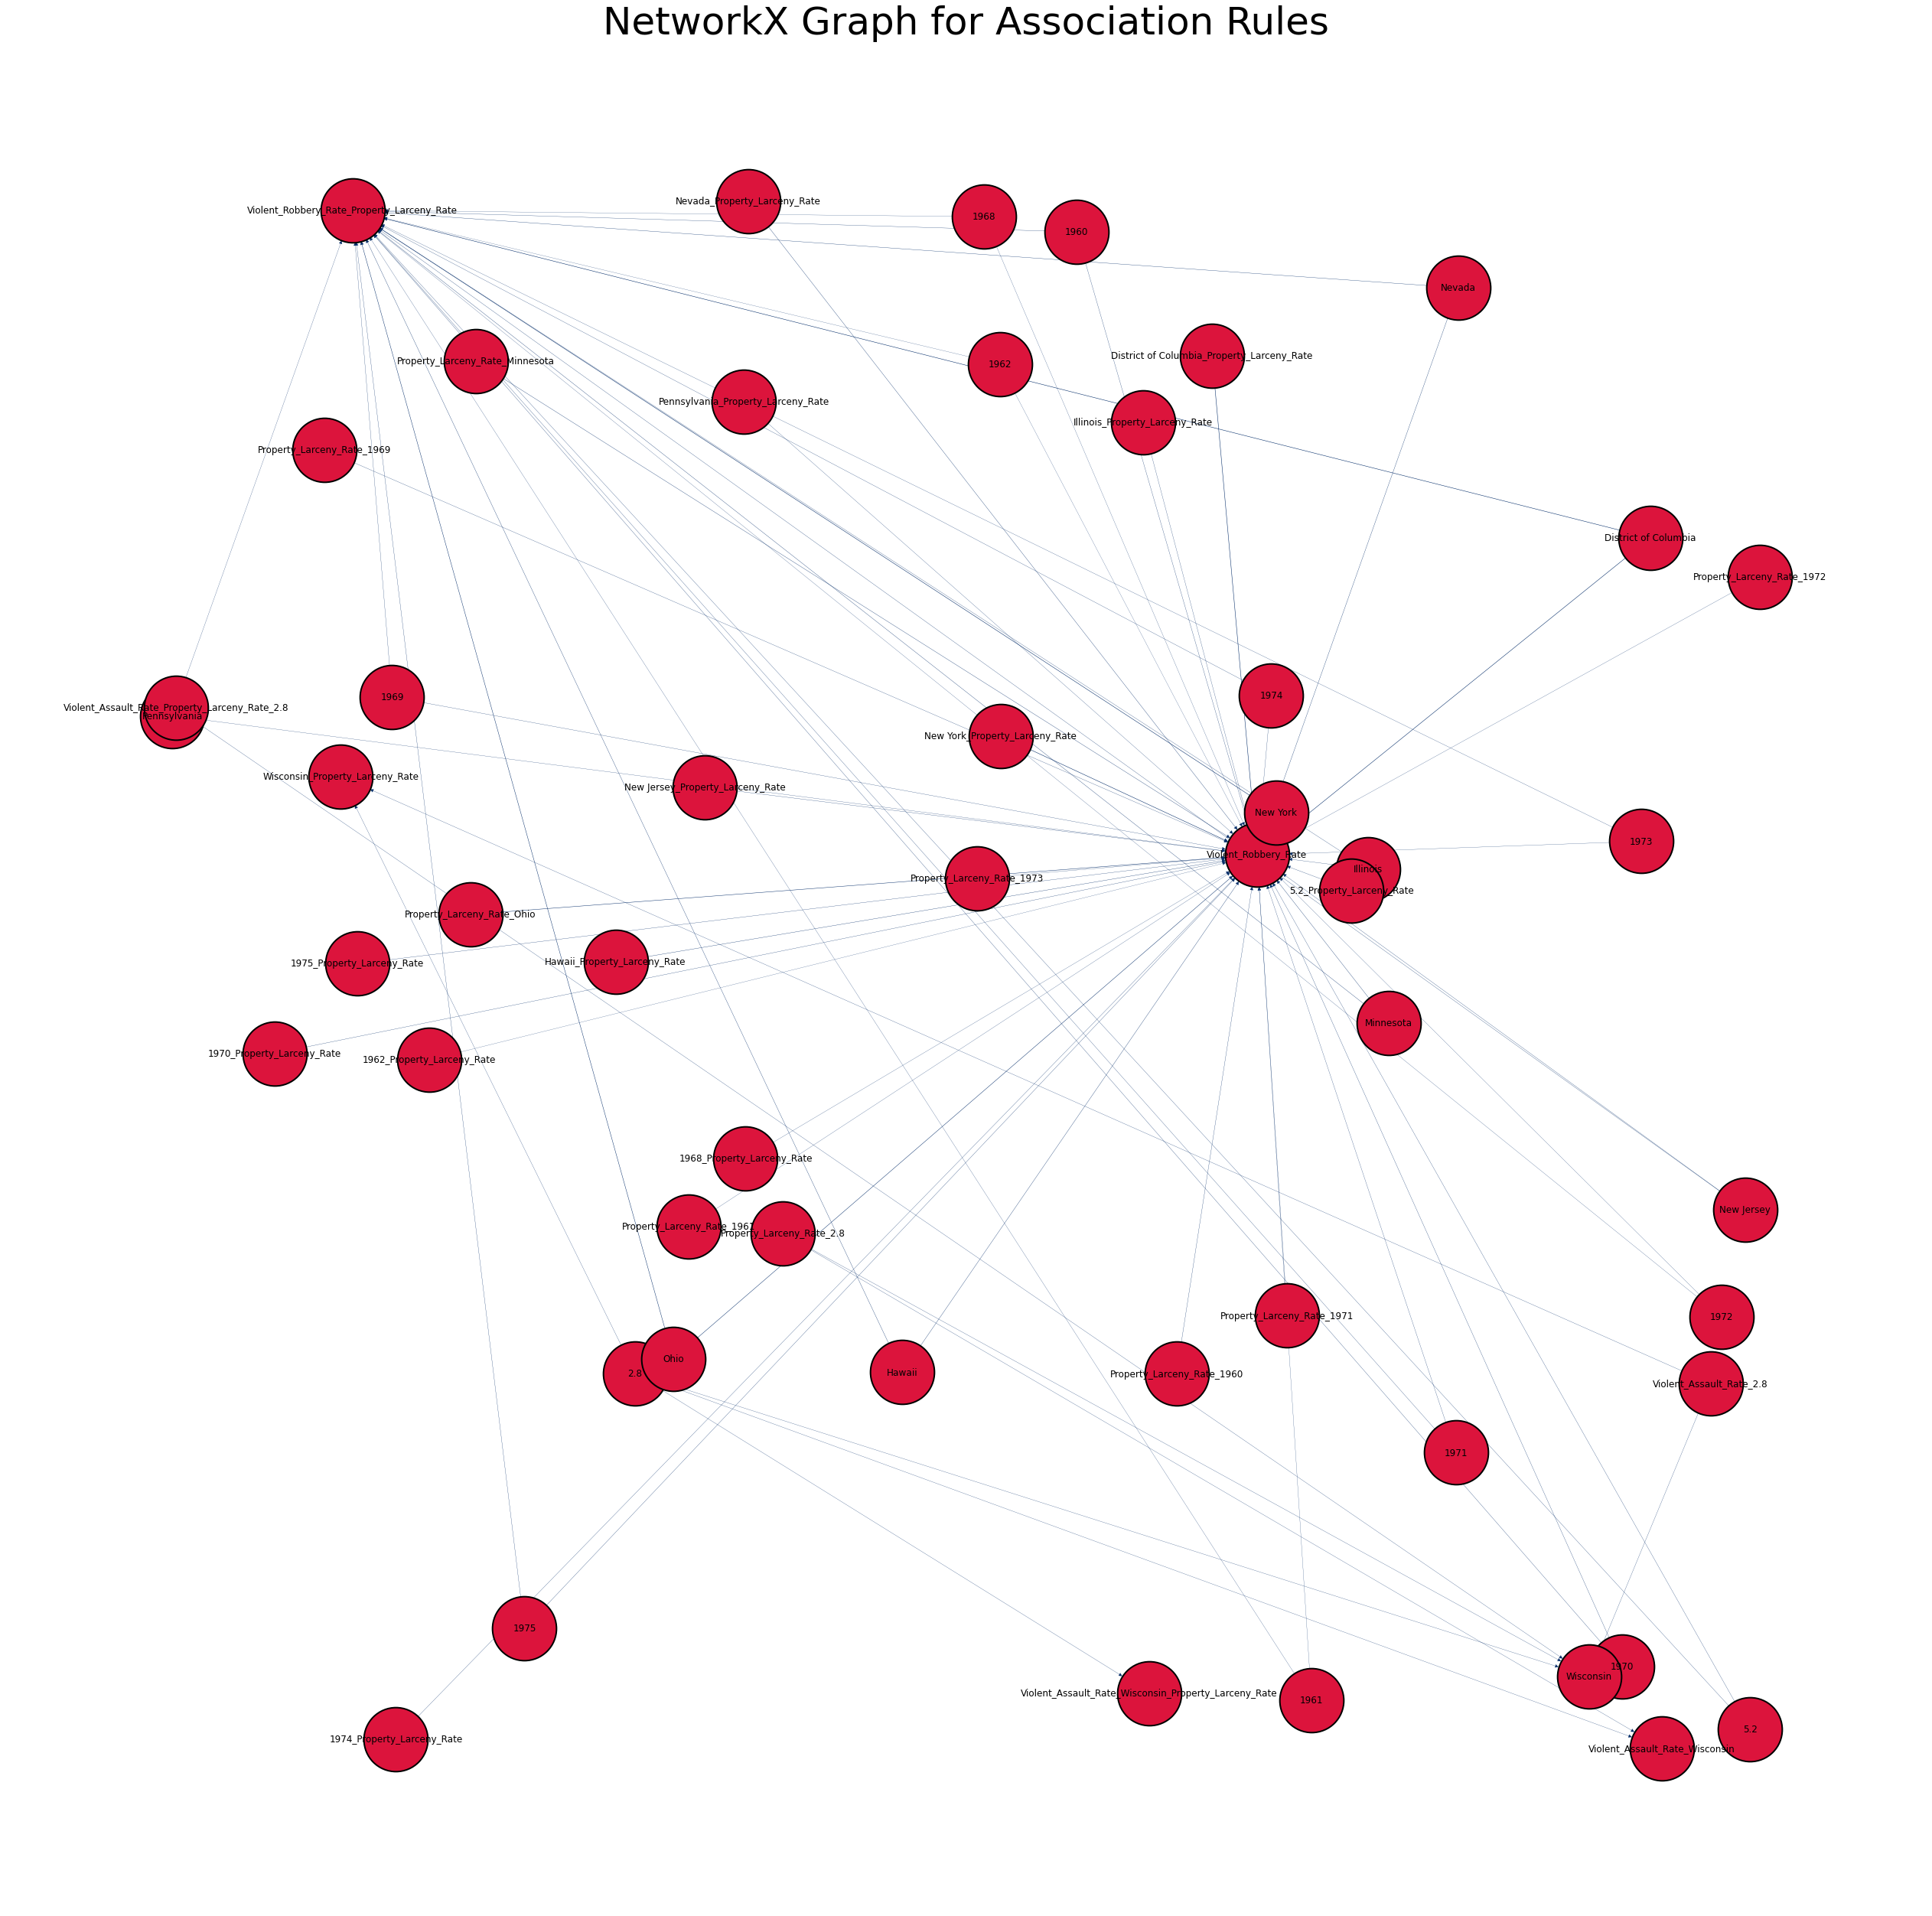 NetworkX Graph for Association Rules
Nevada_Property_Larceny_Rate
Violent_Robbery_Rate_Property_Larceny_Rate
1968
1960
Nevada
District of Columbia_Property_Larceny_Rate
Property_Larceny_Rate_Minnesota
1962
Pennsylvania_Property_Larceny_Rate
Illinois_Property_Larceny_Rate
Property_Larceny_Rate_1969
District of Columbia
Property_Larceny_Rate_1972
1974
1969
Violent_Assault_Rate_Property_Larceny_Rate_2.8
Pennsylvania
New York_Property_Larceny_Rate
Wisconsin_Property_Larceny_Rate
New Jersey_Property_Larceny_Rate
New York
1973
Violent_Robbery_Rate
Illinois
Property_Larceny_Rate_1973
5.2_Property_Larceny_Rate
Property_Larceny_Rate_Ohio
Hawaii_Property_Larceny_Rate
1975_Property_Larceny_Rate
Minnesota
1970_Property_Larceny_Rate
1962_Property_Larceny_Rate
1968_Property_Larceny_Rate
New Jersey
Property_Larceny_Rate_1961
Property_Larceny_Rate_2.8
Property_Larceny_Rate_1971
1972
Ohio
2.8
Hawaii
Property_Larceny_Rate_1960
Violent_Assault_Rate_2.8
1971
1975
1970
Wisconsin
Violent_Assault_Rate_Wisconsin_Property_Larceny_Rate
1961
5.2
1974_Property_Larceny_Rate
Violent_Assault_Rate_Wisconsin